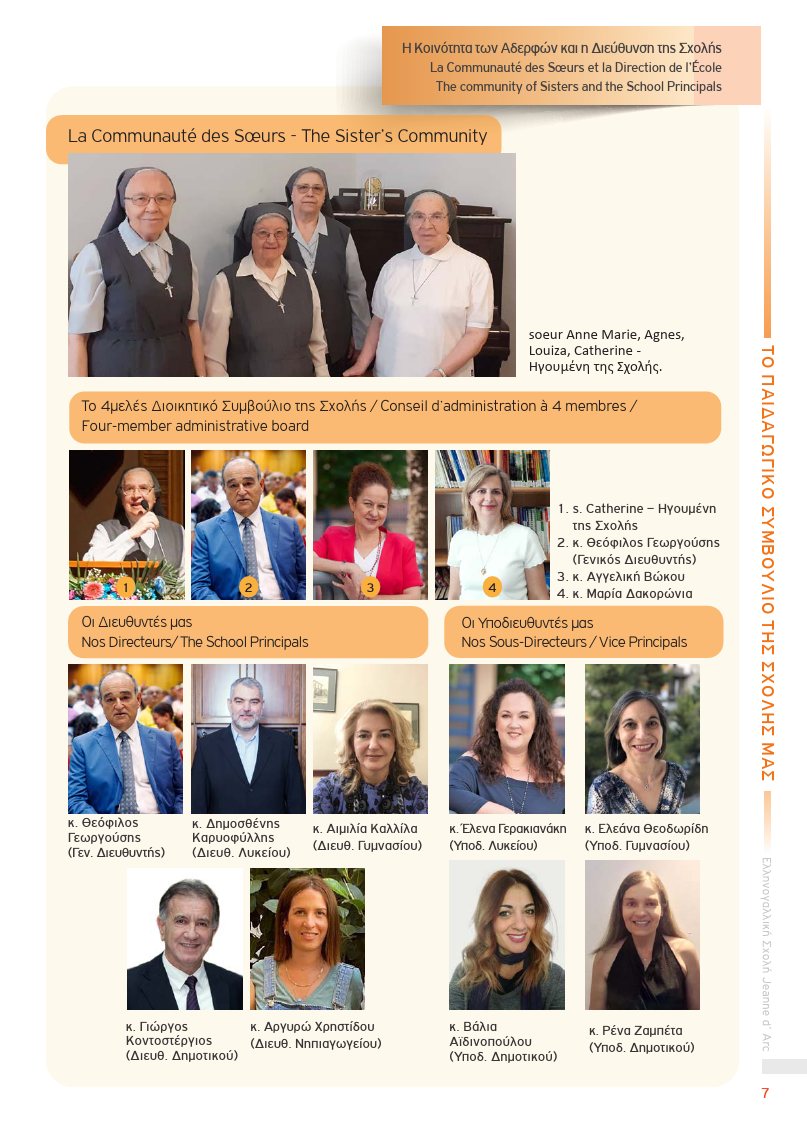 Η Κοινότητα των Αδερφών και η Διεύθυνση της Σχολής
La Communauté des Sœurs et la Direction de l'École
The community of Sisters and the School Principals
La Communauté des Sœurs - The Sister's Community
soeur Anne Marie, Agnes,
Louiza, Catherine -
Ηγουμένη της Σχολής.
Το 4μελές Διοικητικό Συμβούλιο της Σχολής / Conseil d'administration à 4 membres /
Four-member administrative board
1
2
3
4
1. s. Catherine – Ηγουμένη
της Σχολής
2. κ. Θεόφιλος Γεωργούσης
(Γενικός Διευθυντής)
3. κ. Αγγελική Βώκου
4. κ. Μαρία Δακορώνια
Οι Διευθυντές μας
Nos Directeurs/ The School Principals
Οι Υποδιευθυντές μας
Nos Sous-Directeurs / Vice Principals
κ. Θεόφιλος
Γεωργούσης
(Γεν. Διευθυντής)
κ. Δημοσθένης
Καρυοφύλλης
(Διευθ. Λυκείου)
κ. Αιμιλία Καλλίλα
(Διευθ. Γυμνασίου)
κ. Έλενα Γερακιανάκη
(Υποδ. Λυκείου)
κ. Ελεάνα Θεοδωρίδη
(Υποδ. Γυμνασίου)
κ. Γιώργος
Κοντοστέργιος
(Διευθ. Δημοτικού)
κ. Αργυρώ Χρηστίδου
(Διευθ. Νηπιαγωγείου)
κ. Βάλια
Αϊδινοπούλου
(Υποδ. Δημοτικού)
κ. Ρένα Ζαμπέτα
(Υποδ. Δημοτικού)
ΤΟ ΠΑΙΔΑΓΩΓΙΚΟ ΣΥΜΒΟΥΛΙΟ ΤΗΣ ΣΧΟΛΗΣ ΜΑΣ
Ελληνογαλλική Σχολή Jeanne d' Arc
7